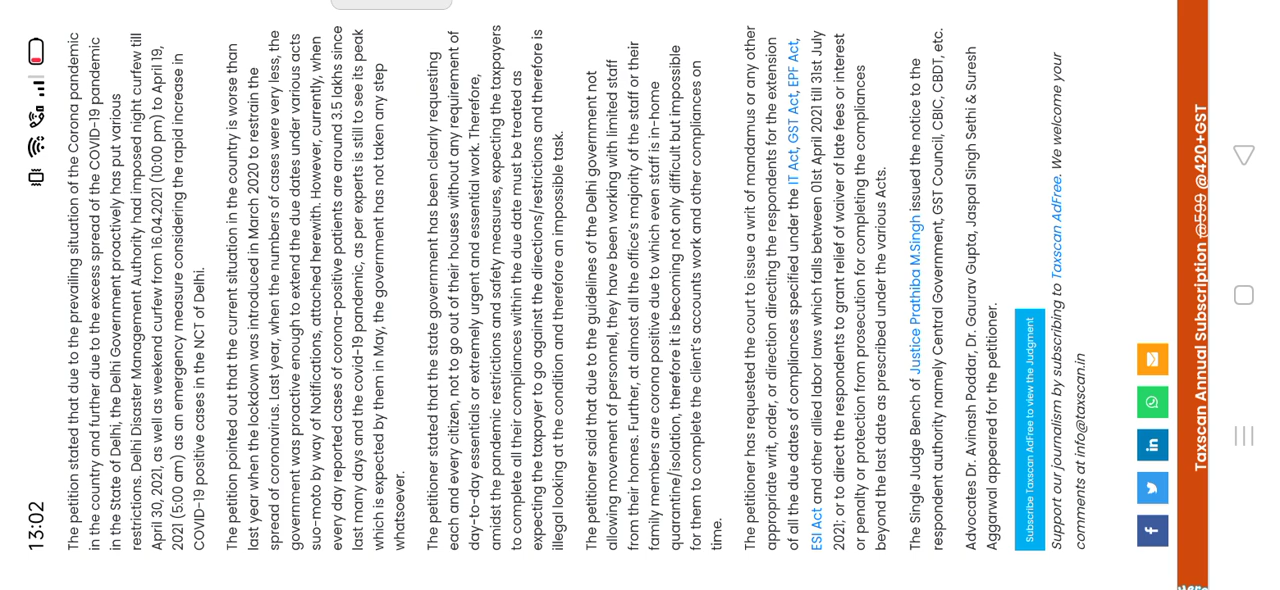 13:02
The petition stated that due to the prevailing situation of the Corona pandemic
in the country and further due to the excess spread of the COVID-19 pandemic
in the State of Delhi, the Delhi Government proactively has put various
restrictions. Delhi Disaster Management Authority had imposed night curfew till
April 30, 2021, as well as weekend curfew from 16.04.2021 (10:00 pm) to April 19,
2021 (5:00 am) as an emergency measure considering the rapid increase in
COVID-19 positive cases in the NCT of Delhi.
The petition pointed out that the current situation in the country is worse than
last year when the lockdown was introduced in March 2020 to restrain the
spread of coronavirus. Last year, when the numbers of cases were very less, the
government was proactive enough to extend the due dates under various acts
suo-moto by way of Notifications, attached herewith. However, currently, when
every day reported cases of corona-positive patients are around 3.5 lakhs since
last many days and the covid-19 pandemic, as per experts is still to see its peak
which is expected by them in May, the government has not taken any step
whatsoever.
The petitioner stated that the state government has been clearly requesting
each and every citizen, not to go out of their houses without any requirement of
day-to-day essentials or extremely urgent and essential work. Therefore,
amidst the pandemic restrictions and safety measures, expecting the taxpayers
to complete all their compliances within the due date must be treated as
expecting the taxpayer to go against the directions/restrictions and therefore is
illegal looking at the condition and therefore an impossible task.
The petitioner said that due to the guidelines of the Delhi government not
allowing movement of personnel, they have been working with limited staff
from their homes. Further, at almost all the office's majority of the staff or their
family members are corona positive due to which even staff is in-home
quarantine/isolation, therefore it is becoming not only difficult but impossible
for them to complete the client's accounts work and other compliances on
time.
The petitioner has requested the court to issue a writ of mandamus or any other
appropriate writ, order, or direction directing the respondents for the extension
of all the due dates of compliances specified under the IT Act, GST Act, EPF Act,
ESI Act and other allied labor laws which falls between 01st April 2021 till 31st July
2021; or to direct the respondents to grant relief of waiver of late fees or interest
or penalty or protection from prosecution for completing the compliances
beyond the last date as prescribed under the various Acts.
The Single Judge Bench of Justice Prathiba M.Singh issued the notice to the
respondent authority namely Central Government, GST Council, CBIC, CBDT, etc.
Advocates Dr. Avinash Poddar, Dr. Gaurav Gupta, Jaspal Singh Sethi & Suresh
Aggarwal appeared for the petitioner.
Subscribe Taxscan AdFree to view the Judgment
Support our journalism by subscribing to Taxscan AdFree. We welcome your
comments at info@taxscan.in
Taxscan Annual Subscription @599 @420+GST